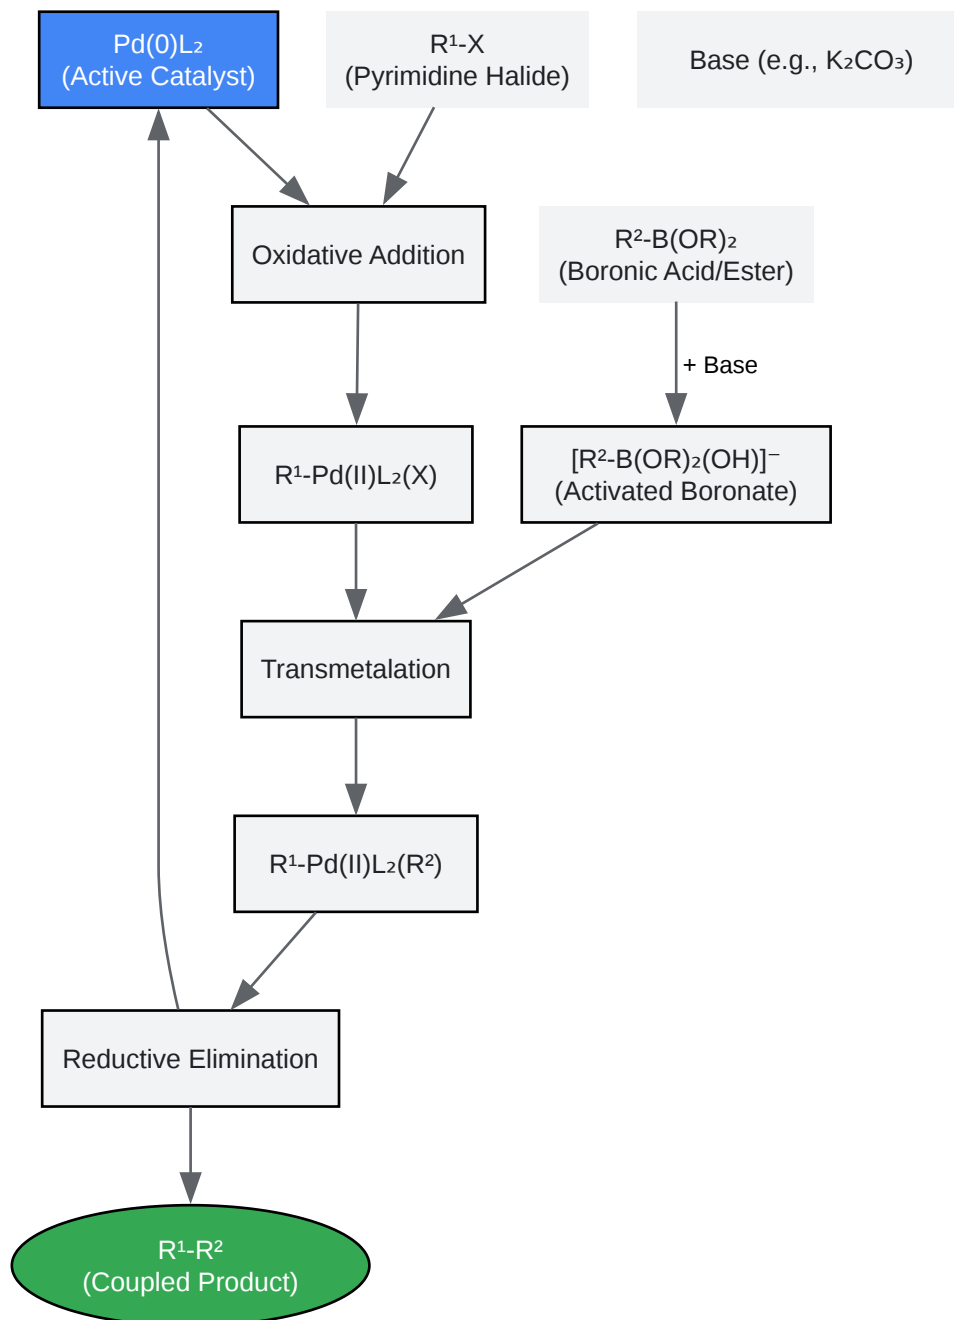 Pd(0)L₂
(Active Catalyst)
R¹-X
(Pyrimidine Halide)
Base (e.g., K₂CO₃)
Oxidative Addition
R²-B(OR)₂
(Boronic Acid/Ester)
+ Base
R¹-Pd(II)L₂(X)
[R²-B(OR)₂(OH)]⁻
(Activated Boronate)
Transmetalation
R¹-Pd(II)L₂(R²)
Reductive Elimination
R¹-R²
(Coupled Product)